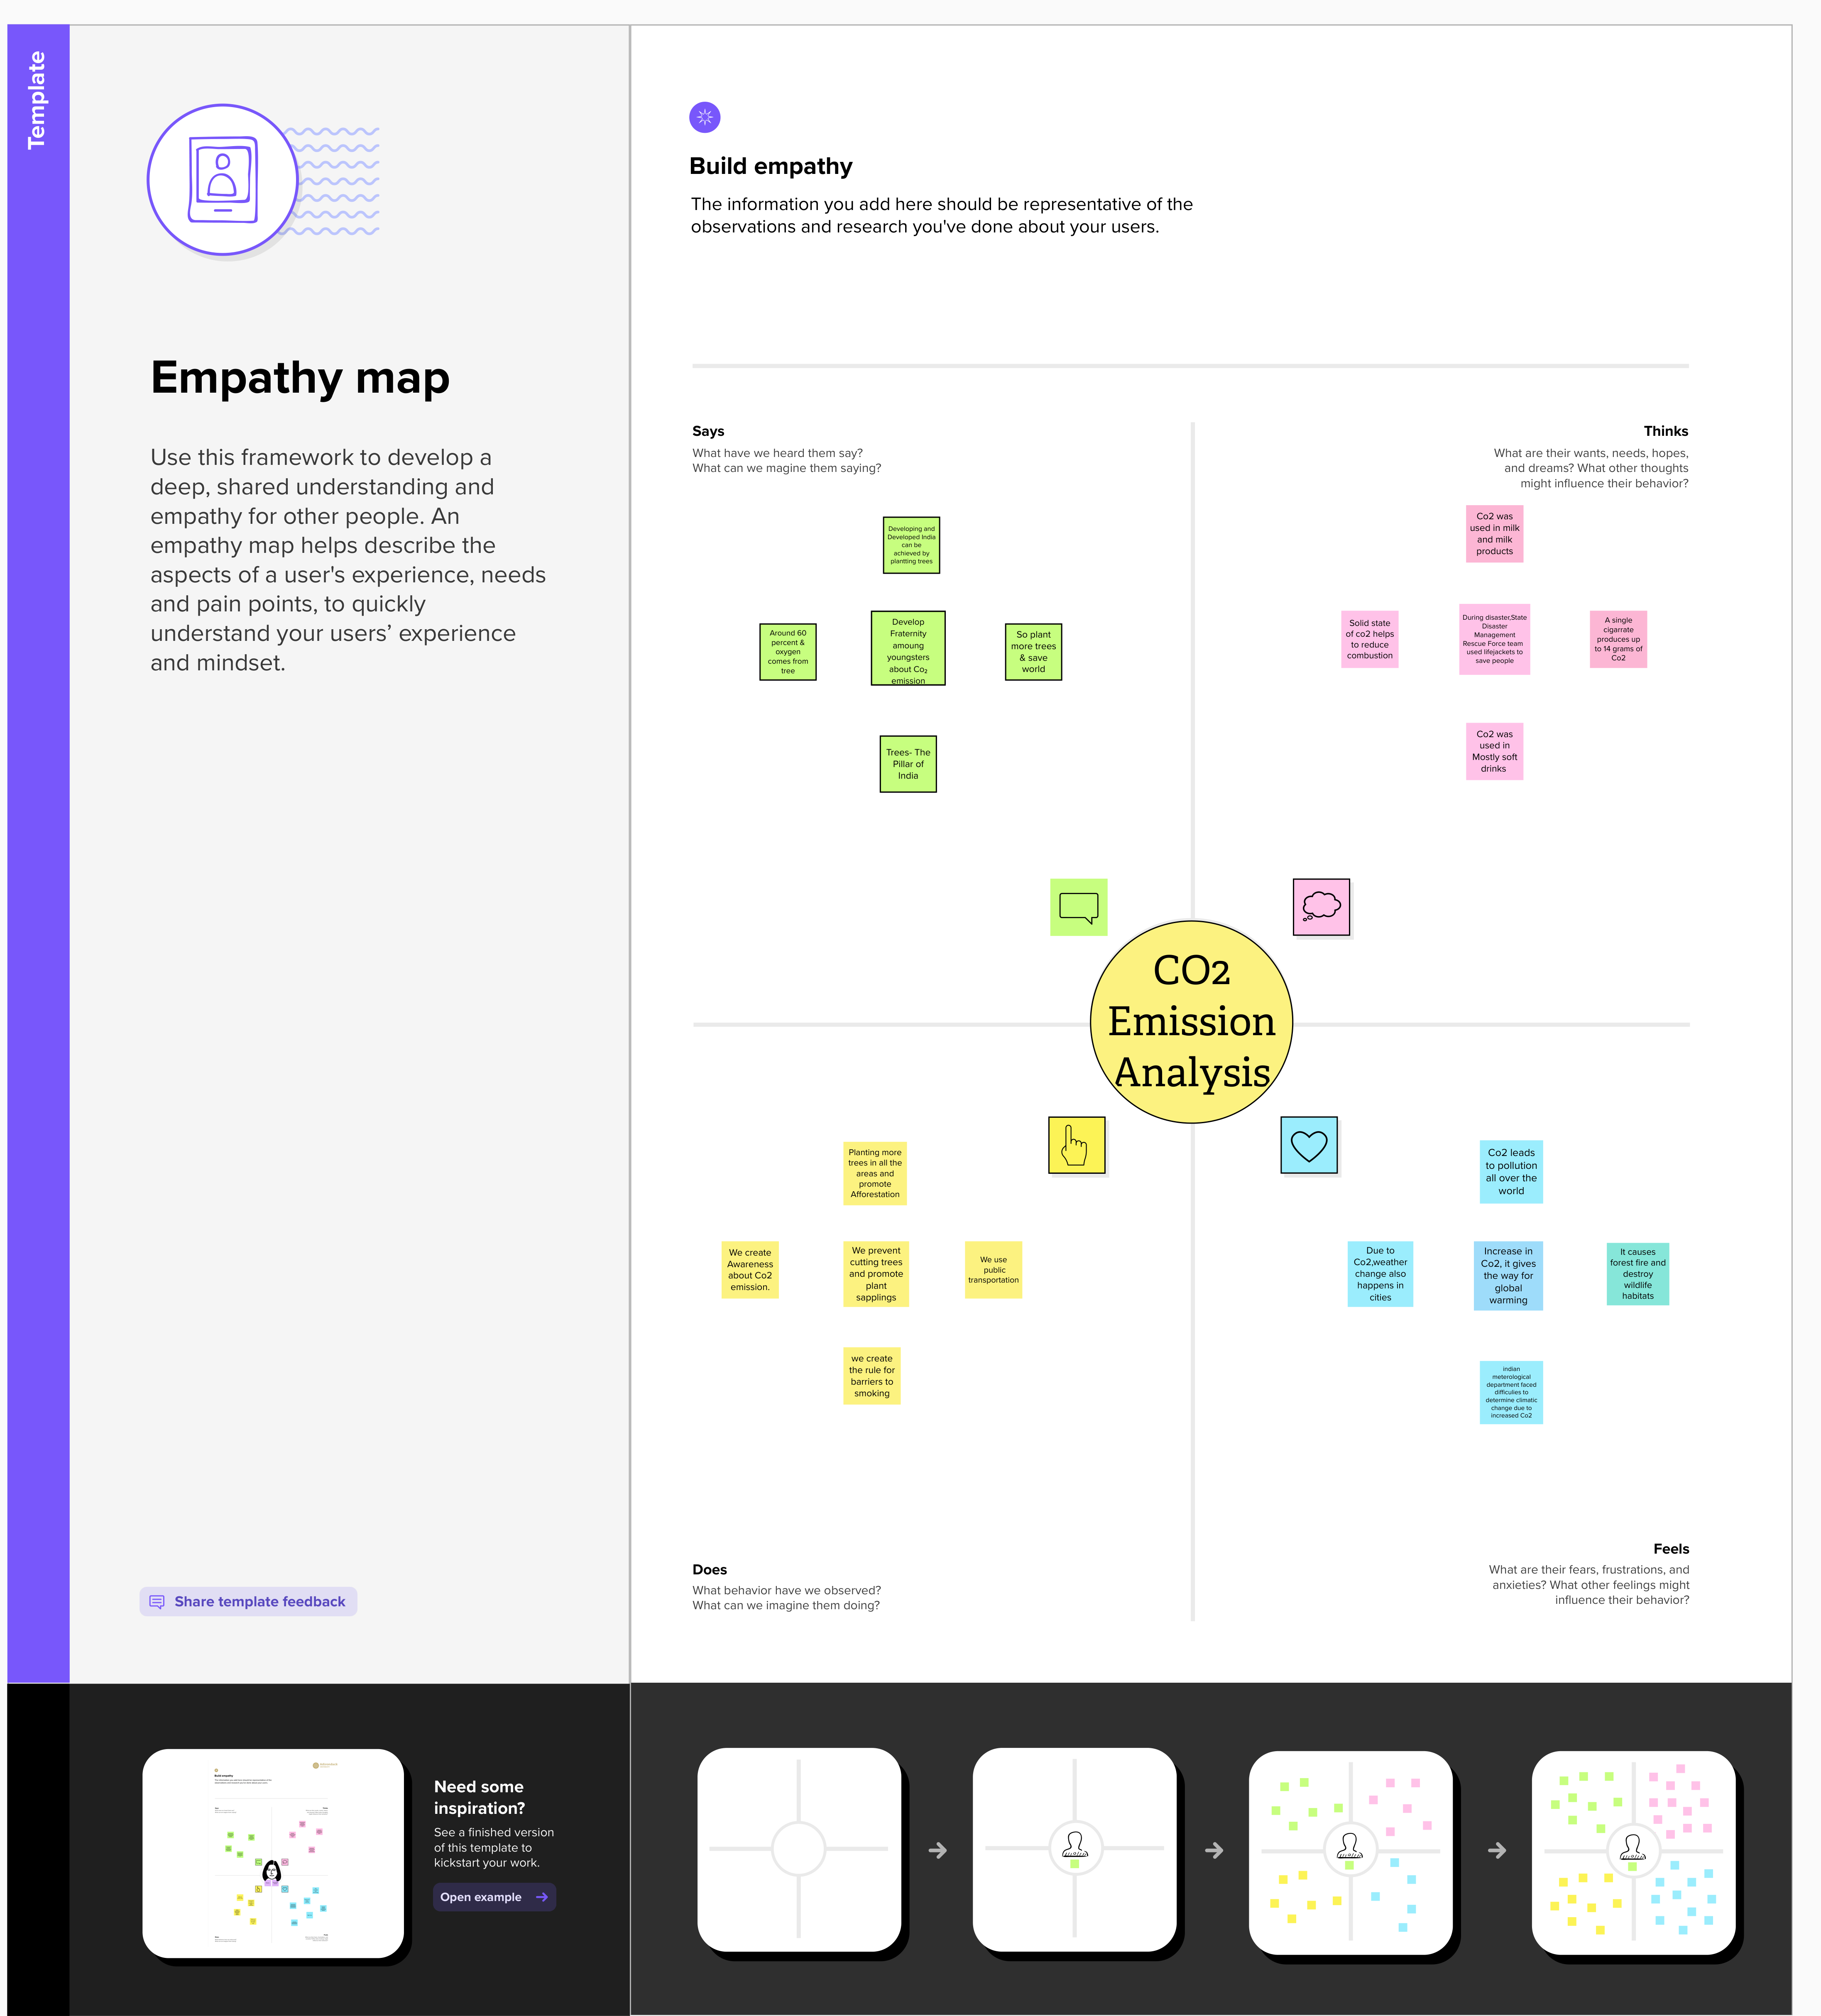 Template
Empathy map
Use this framework to develop a
deep, shared understanding and
empathy for other people. An
empathy map helps describe the
aspects of a user's experience, needs
and pain points, to quickly
understand your users’ experience
and mindset.
Share template feedback
Build empathy
The information you add here should be representative of the
observations and research you've done about your users.
Says
What have we heard them say?
What can we magine them saying?
Developing and
Developed India
can be
achieved by
plantting trees
Around 60
percent &
oxygen
comes from
tree
Develop
Fraternity
amoung
youngsters
about Co₂
emission
So plant
more trees
& save
world
Trees- The
Pillar of
India
Thinks
What are their wants, needs, hopes,
and dreams? What other thoughts
might influence their behavior?
Co2 was
used in milk
and milk
products
Solid state
of co2 helps
to reduce
combustion
During disaster,State
Disaster
Management
Rescue Force team
used lifejackets to
save people
A single
cigarrate
produces up
to 14 grams of
Co2
Co2 was
used in
Mostly soft
drinks
CO2
Emission
Analysis
Planting more
trees in all the
areas and
promote
Afforestation
We create
Awareness
about Co2
emission.
We prevent
cutting trees
and promote
plant
sapplings
We use
public
transportation
we create
the rule for
barriers to
smoking
Does
What behavior have we observed?
What can we imagine them doing?
Co2 leads
to pollution
all over the
world
Due to
Co2,weather
change also
happens in
cities
Increase in
Co2, it gives
the way for
global
warming
It causes
forest fire and
destroy
wildlife
habitats
indian
meterological
department faced
difficulies to
determine climatic
change due to
increased Co2
Feels
What are their fears, frustrations, and
anxieties? What other feelings might
influence their behavior?
Build empathy
Need some
inspiration?
See a finished version
of this template to
kickstart your work.
Open example